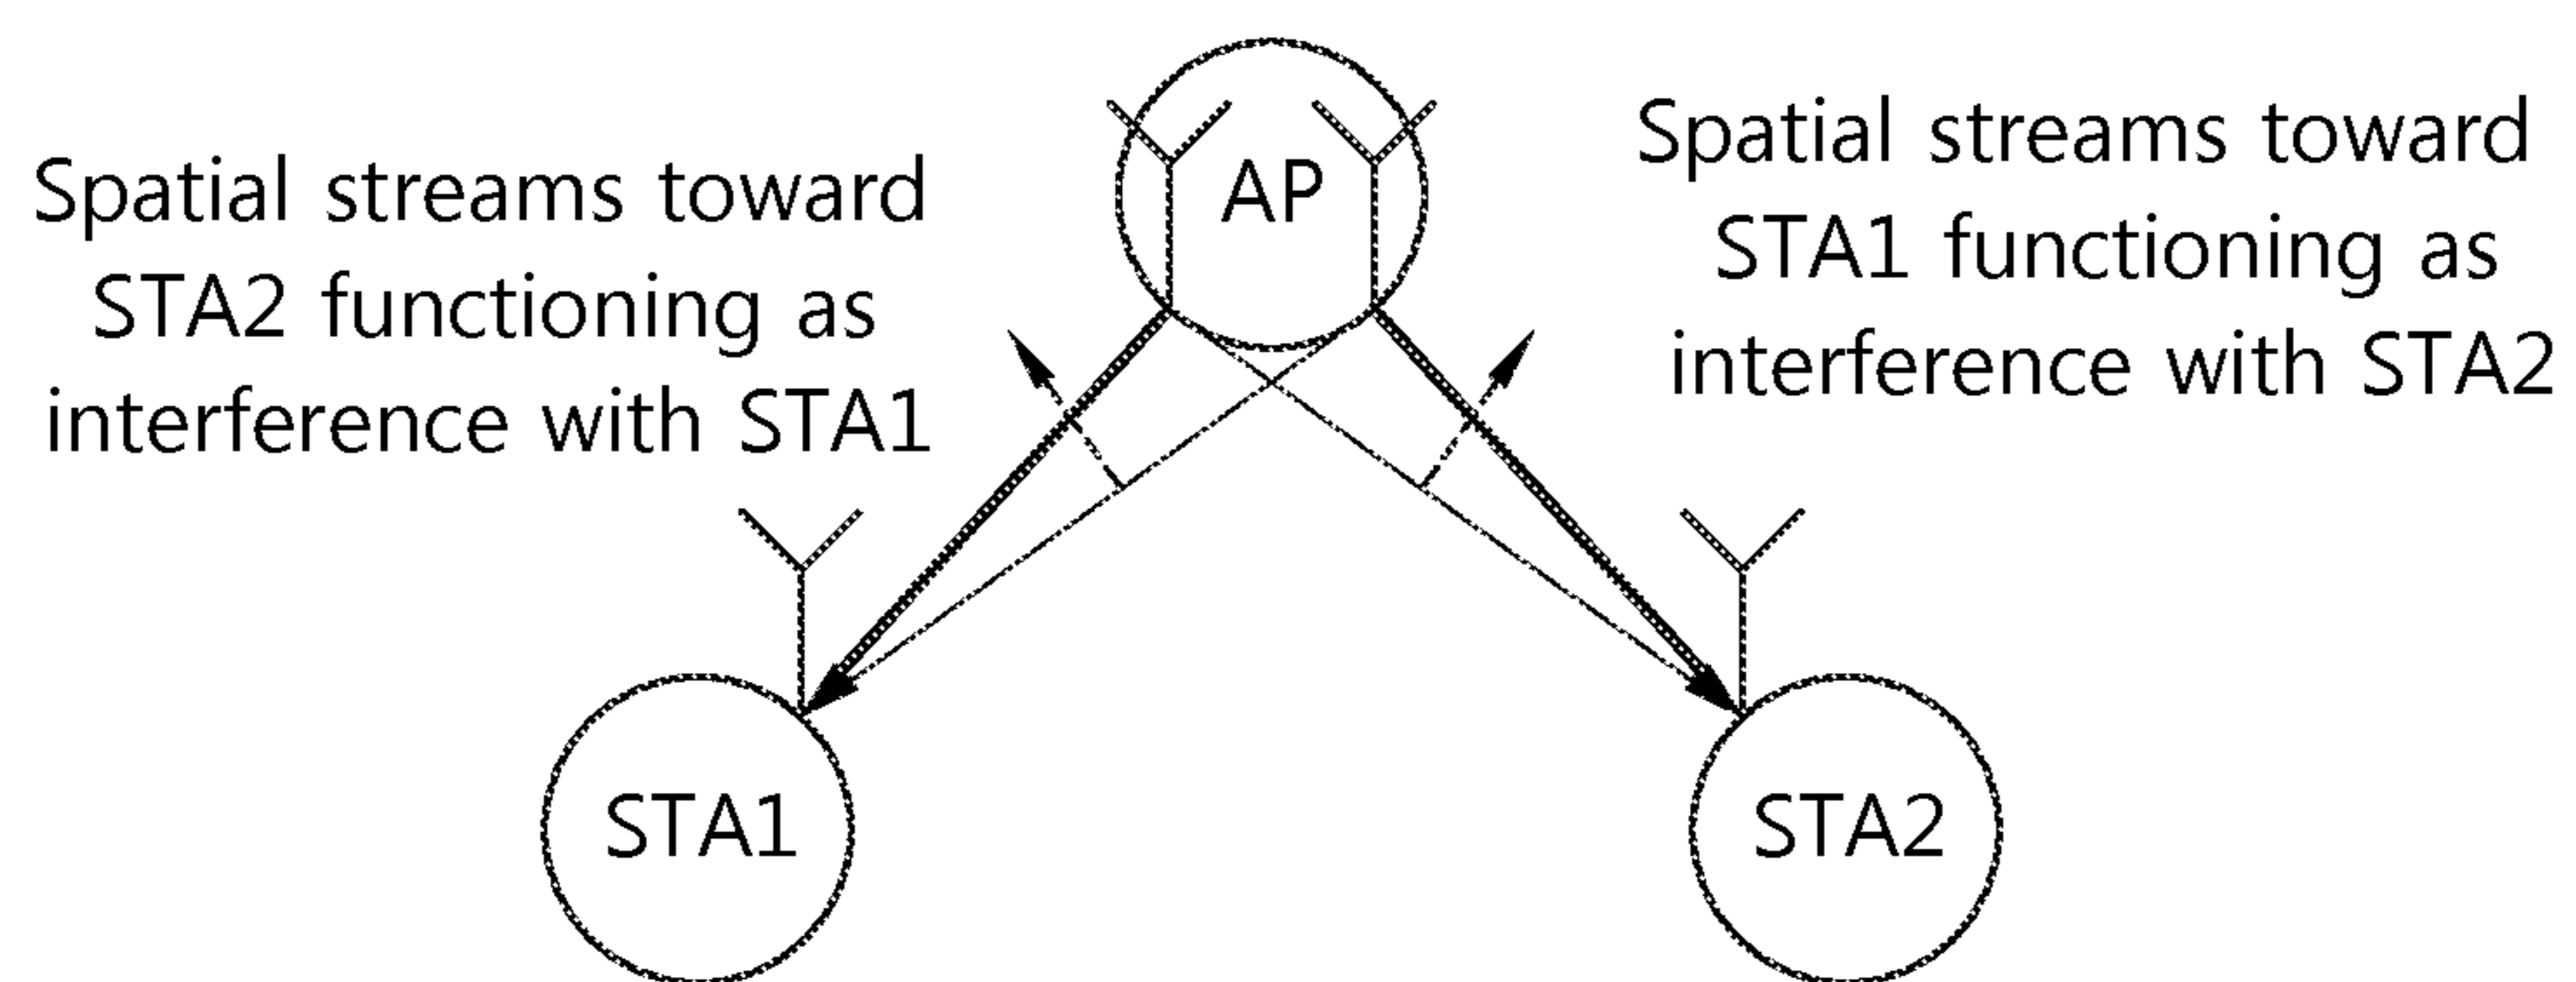 Spatial streams toward
STA2 functioning as
interference with STA1
AP
Spatial streams toward
STA1 functioning as
interference with STA2
STA1
STA2